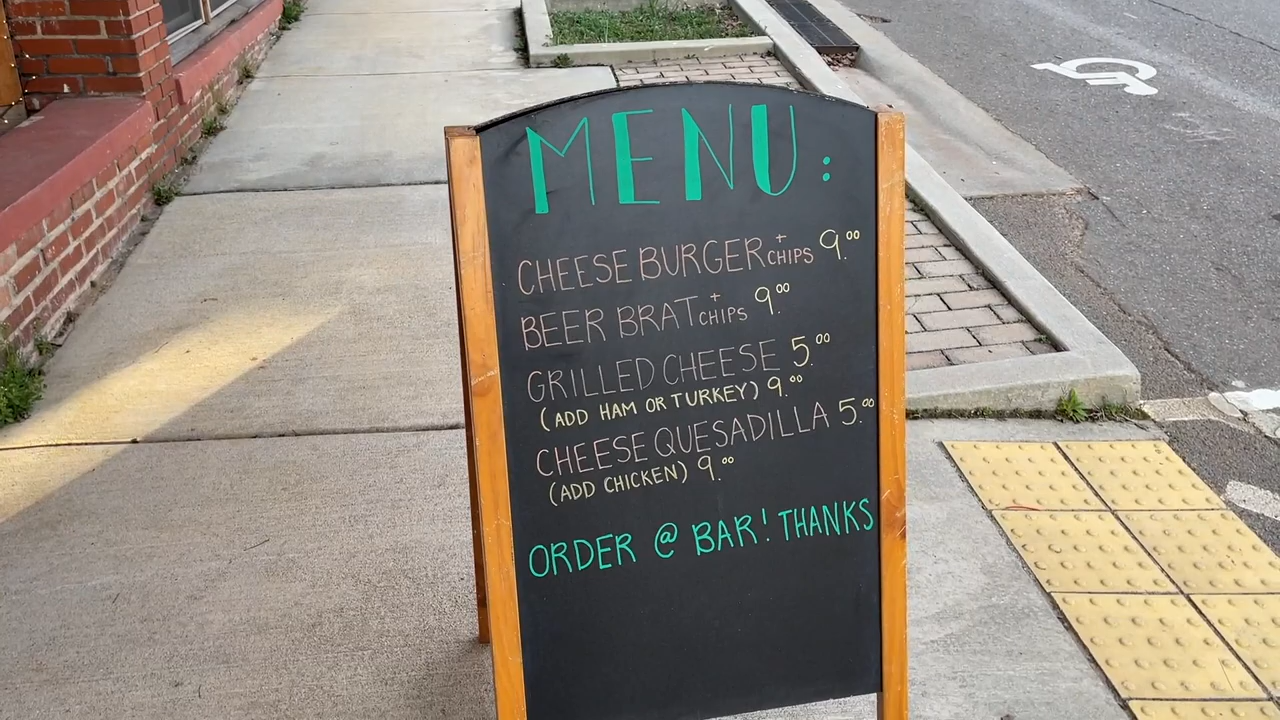 MENU:
CHEESE BURGER + CHIPS 9.00
BEER BRAT + CHIPS 9.00
GRILLED CHEESE 5.00
(ADD HAM OR TURKEY) 9.00
CHEESE QUESADILLA 5.00
(ADD CHICKEN) 9.00
ORDER @ BAR! THANKS